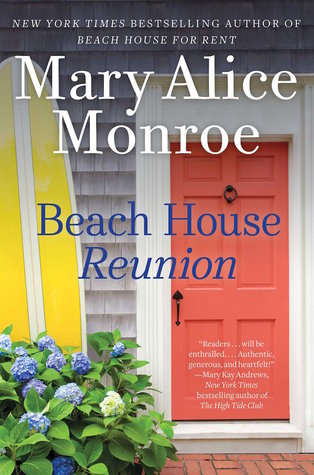 NEW YORK TIMES BESTSELLING AUTHOR OF
BEACH HOUSE FOR RENT
Mary Alice
Monroe
Beach House
Reunion
“Readers . . . will be
enthralled. . . . Authentic,
generous, and heartfelt!”
—Mary Kay Andrews,
New York Times
bestselling author of
The High Tide Club